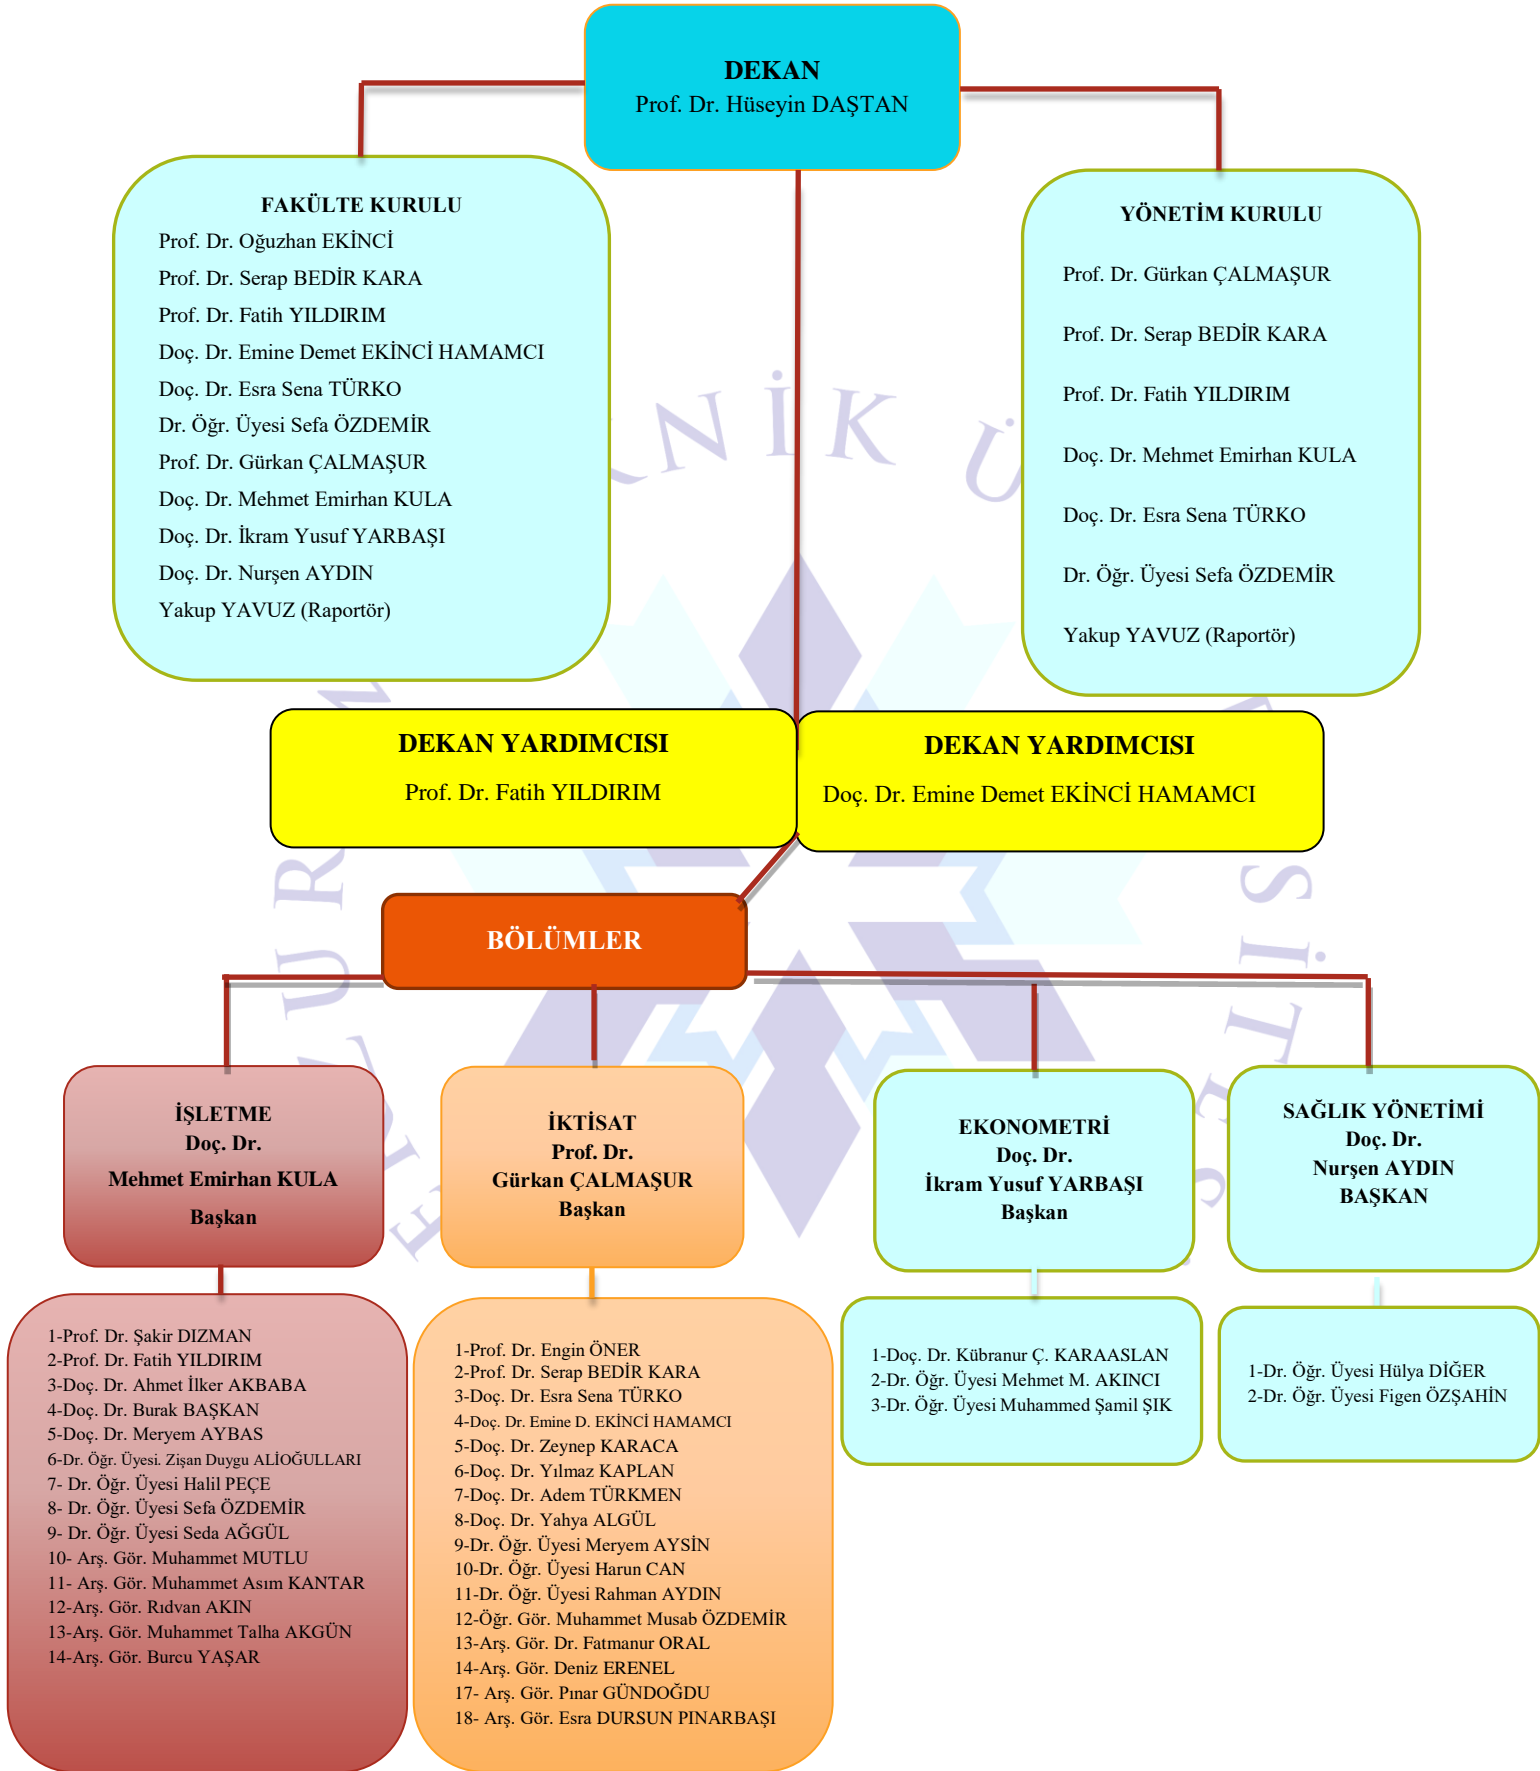 DEKAN
Prof. Dr. Hüseyin DAŞTAN
FAKÜLTE KURULU
Prof. Dr. Oğuzhan EKİNCİ
Prof. Dr. Serap BEDİR KARA
Prof. Dr. Fatih YILDIRIM
Doç. Dr. Emine Demet EKİNCİ HAMAMCI
Doç. Dr. Esra Sena TÜRKO
Dr. Öğr. Üyesi Sefa ÖZDEMİR
Prof. Dr. Gürkan ÇALMAŞUR
Doç. Dr. Mehmet Emirhan KULA
Doç. Dr. İkram Yusuf YARBAŞI
Doç. Dr. Nurşen AYDIN
Yakup YAVUZ (Raportör)
YÖNETİM KURULU
Prof. Dr. Gürkan ÇALMAŞUR
Prof. Dr. Serap BEDİR KARA
Prof. Dr. Fatih YILDIRIM
Doç. Dr. Mehmet Emirhan KULA
Doç. Dr. Esra Sena TÜRKO
Dr. Öğr. Üyesi Sefa ÖZDEMİR
Yakup YAVUZ (Raportör)
DEKAN YARDIMCISI
Prof. Dr. Fatih YILDIRIM
DEKAN YARDIMCISI
Doç. Dr. Emine Demet EKİNCİ HAMAMCI
BÖLÜMLER
İŞLETME
Doç. Dr.
Mehmet Emirhan KULA
Başkan
İKTİSAT
Prof. Dr.
Gürkan ÇALMAŞUR
Başkan
EKONOMETRİ
Doç. Dr.
İkram Yusuf YARBAŞI
Başkan
SAĞLIK YÖNETİMİ
Doç. Dr.
Nurşen AYDIN
BAŞKAN
1-Prof. Dr. Şakir DIZMAN
2-Prof. Dr. Fatih YILDIRIM
3-Doç. Dr. Ahmet İlker AKBABA
4-Doç. Dr. Burak BAŞKAN
5-Doç. Dr. Meryem AYBAS
6-Dr. Öğr. Üyesi. Zişan Duygu ALİOĞULLARI
7- Dr. Öğr. Üyesi Halil PEÇE
8- Dr. Öğr. Üyesi Sefa ÖZDEMİR
9- Dr. Öğr. Üyesi Seda AĞGÜL
10- Arş. Gör. Muhammet MUTLU
11- Arş. Gör. Muhammet Asım KANTAR
12-Arş. Gör. Rıdvan AKIN
13-Arş. Gör. Muhammet Talha AKGÜN
14-Arş. Gör. Burcu YAŞAR
1-Prof. Dr. Engin ÖNER
2-Prof. Dr. Serap BEDİR KARA
3-Doç. Dr. Esra Sena TÜRKO
4-Doç. Dr. Emine D. EKİNCİ HAMAMCI
5-Doç. Dr. Zeynep KARACA
6-Doç. Dr. Yılmaz KAPLAN
7-Doç. Dr. Adem TÜRKMEN
8-Doç. Dr. Yahya ALGÜL
9-Dr. Öğr. Üyesi Meryem AYSİN
10-Dr. Öğr. Üyesi Harun CAN
11-Dr. Öğr. Üyesi Rahman AYDIN
12-Öğr. Gör. Muhammet Musab ÖZDEMİR
13-Arş. Gör. Dr. Fatmanur ORAL
14-Arş. Gör. Deniz ERENEL
17- Arş. Gör. Pınar GÜNDOĞDU
18- Arş. Gör. Esra DURSUN PINARBAŞI
1-Doç. Dr. Kübranur Ç. KARAASLAN
2-Dr. Öğr. Üyesi Mehmet M. AKINCI
3-Dr. Öğr. Üyesi Muhammed Şamil ŞIK
1-Dr. Öğr. Üyesi Hülya DİĞER
2-Dr. Öğr. Üyesi Figen ÖZŞAHİN